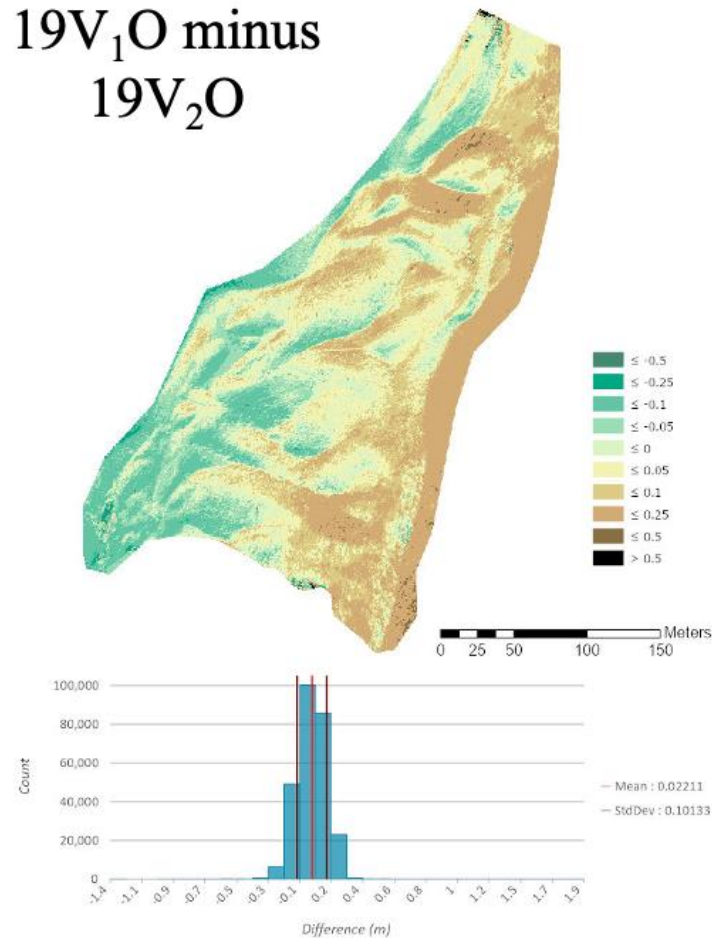 19V₁O minus
19V₂O
≤ -0.5
≤ -0.25
≤ -0.1
≤ -0.05
≤ 0
≤ 0.05
≤ 0.1
≤ 0.25
≤ 0.5
> 0.5
Meters
0 25 50 100 150
100,000
80,000
60,000
40,000
20,000
0
Count
Mean : 0.02211
StdDev : 0.10133
-1.4 -1.1 -0.9 -0.7 -0.5 -0.3 -0.1 0.2 0.4 0.6 0.8 1 1.2 1.5 1.7 1.9
Difference (m)